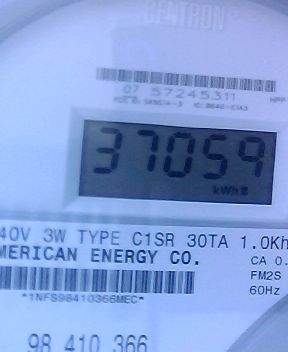 CENTRON
07 57245311
37059
kWh
40V 3W TYPE C1SR 30TA 1.0Kh
MERICAN ENERGY CO.
CA 0.
FM2S
*1NFS98410366MEC*
60Hz
98 410 366